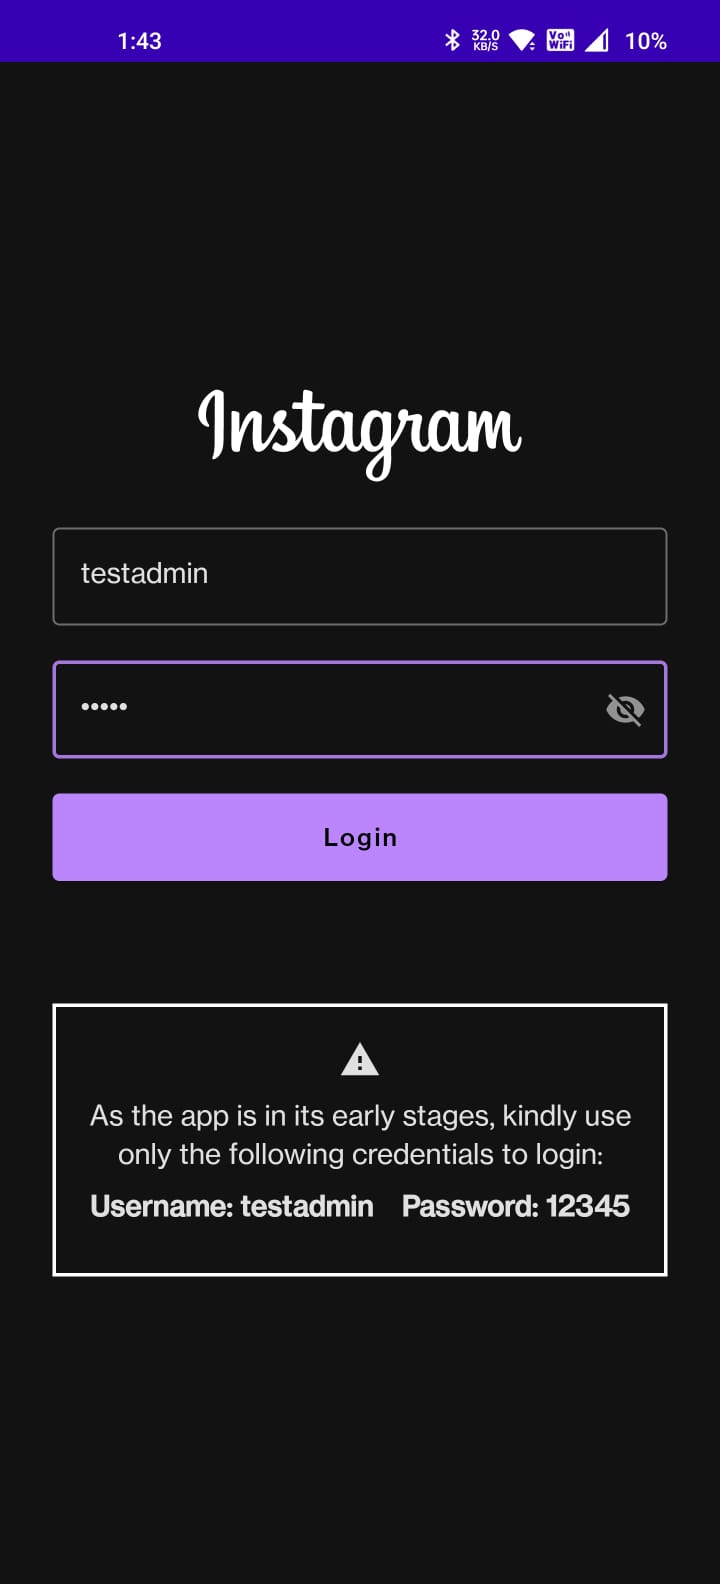 1:43 32.0 KB/S Vo WiFi 10%
Instagram
testadmin
•••••
Login
As the app is in its early stages, kindly use
only the following credentials to login:
Username: testadmin Password: 12345